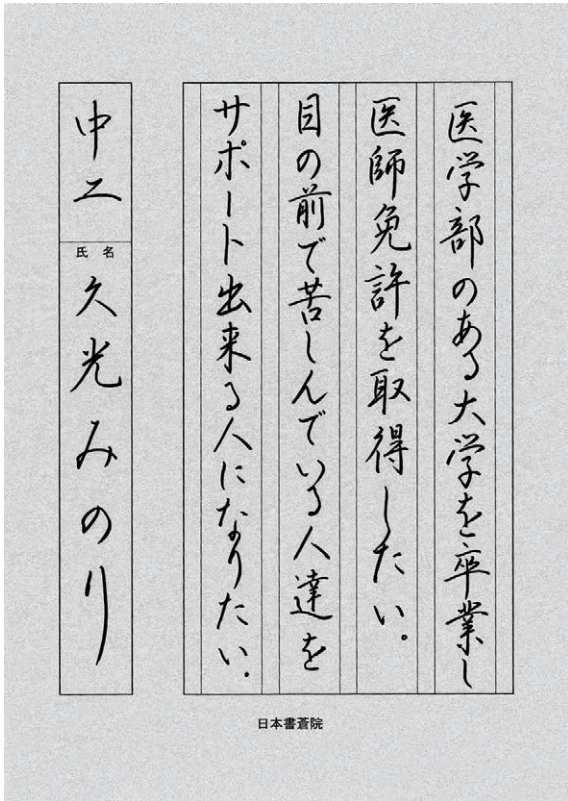 医学部のある大学を卒業し
医師免許を取得したい。
目の前で苦しんでいる人達を
サポート出来る人になりたい。
中二
氏名
久光みのり
日本書蒼院